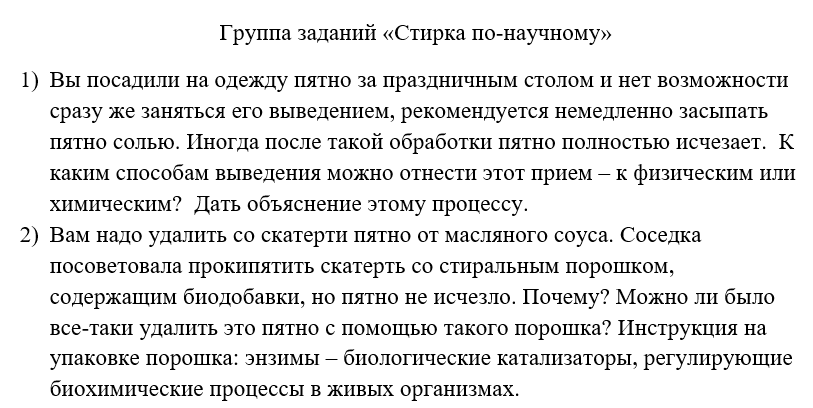 Группа заданий «Стирка по-научному»
1) Вы посадили на одежду пятно за праздничным столом и нет возможности
сразу же заняться его выведением, рекомендуется немедленно засыпать
пятно солью. Иногда после такой обработки пятно полностью исчезает. К
каким способам выведения можно отнести этот прием – к физическим или
химическим? Дать объяснение этому процессу.
2) Вам надо удалить со скатерти пятно от масляного соуса. Соседка
посоветовала прокипятить скатерть со стиральным порошком,
содержащим биодобавки, но пятно не исчезло. Почему? Можно ли было
все-таки удалить это пятно с помощью такого порошка? Инструкция на
упаковке порошка: энзимы – биологические катализаторы, регулирующие
биохимические процессы в живых организмах.